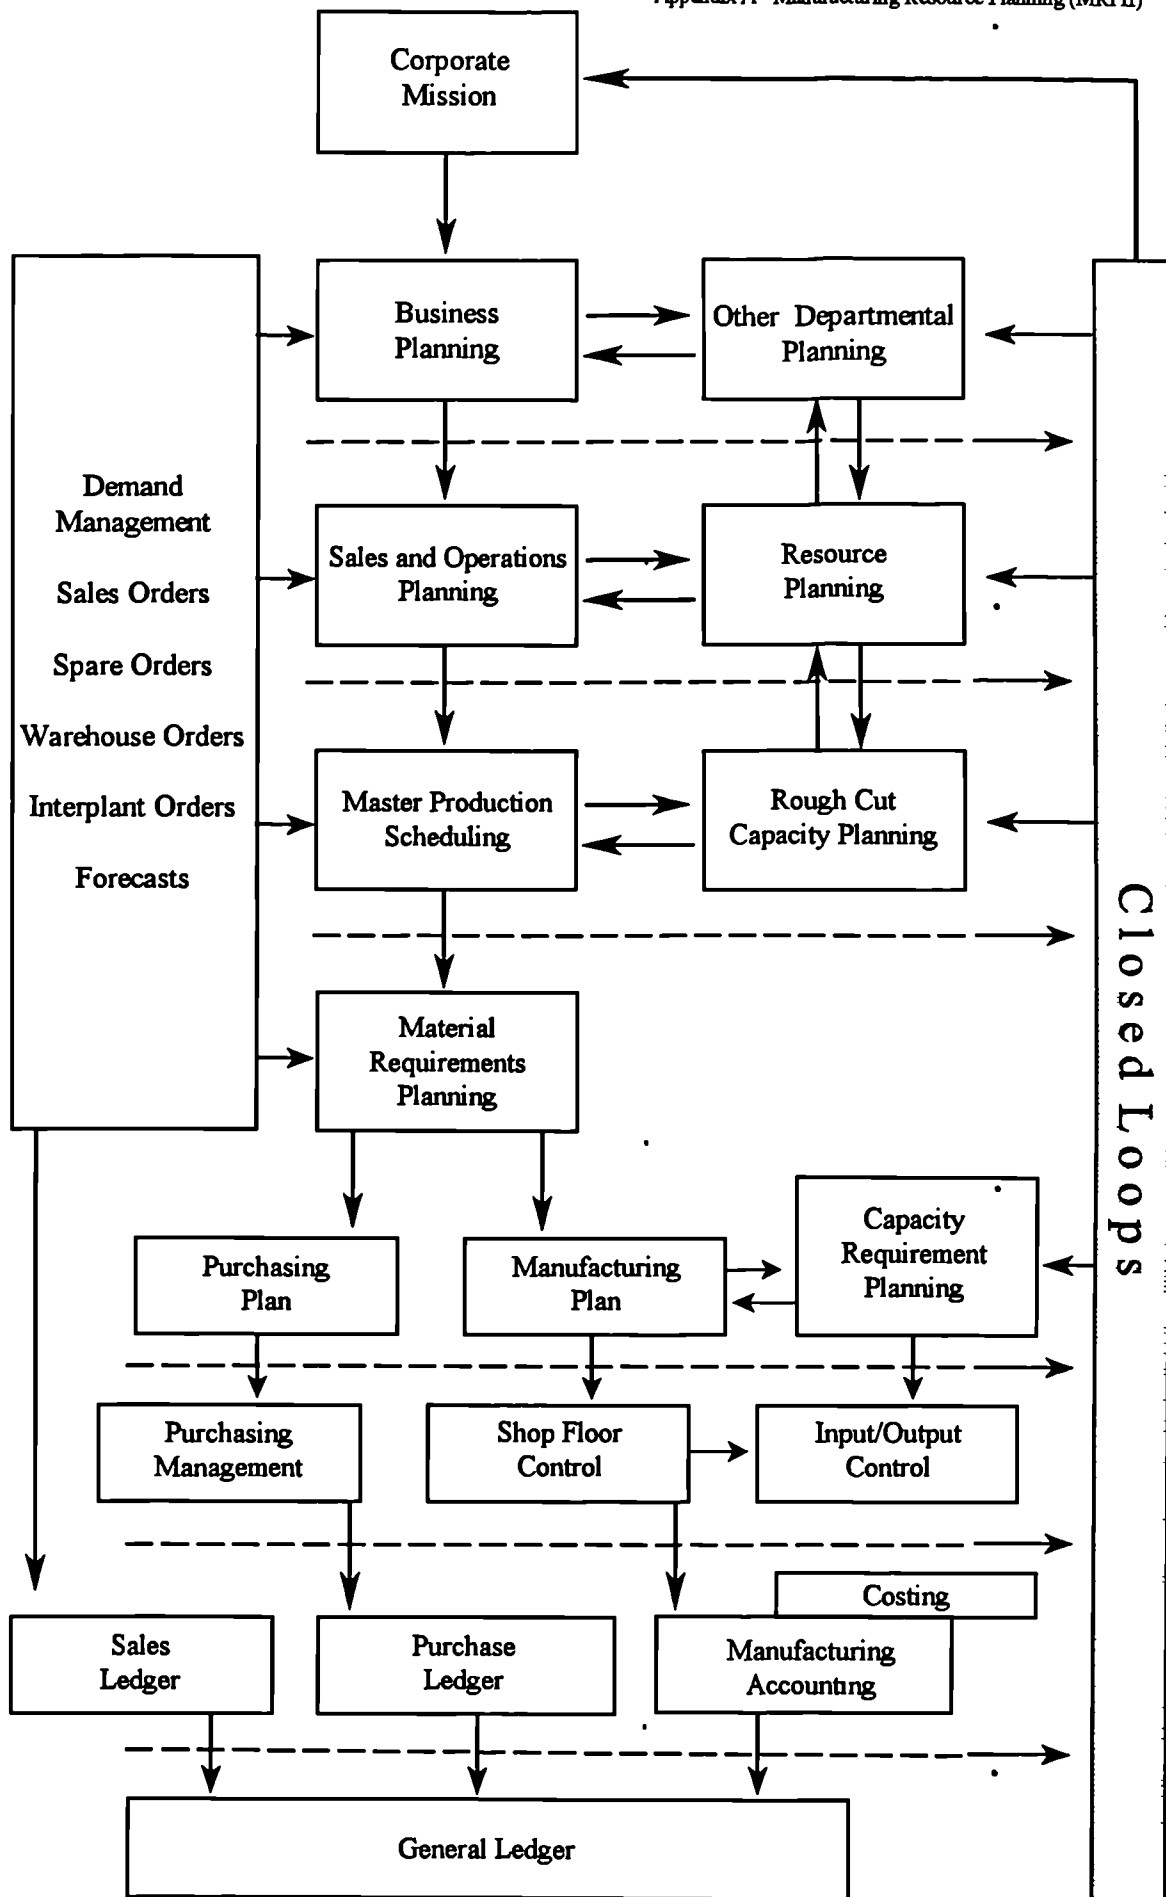 Corporate
Mission
Business
Planning
Other Departmental
Planning
Demand
Management
Sales Orders
Spare Orders
Warehouse Orders
Interplant Orders
Forecasts
Sales and Operations
Planning
Resource
Planning
Master Production
Scheduling
Rough Cut
Capacity Planning
Closed Loops
Material
Requirements
Planning
Purchasing
Plan
Manufacturing
Plan
Capacity
Requirement
Planning
Purchasing
Management
Shop Floor
Control
Input/Output
Control
Costing
Sales
Ledger
Purchase
Ledger
Manufacturing
Accounting
General Ledger